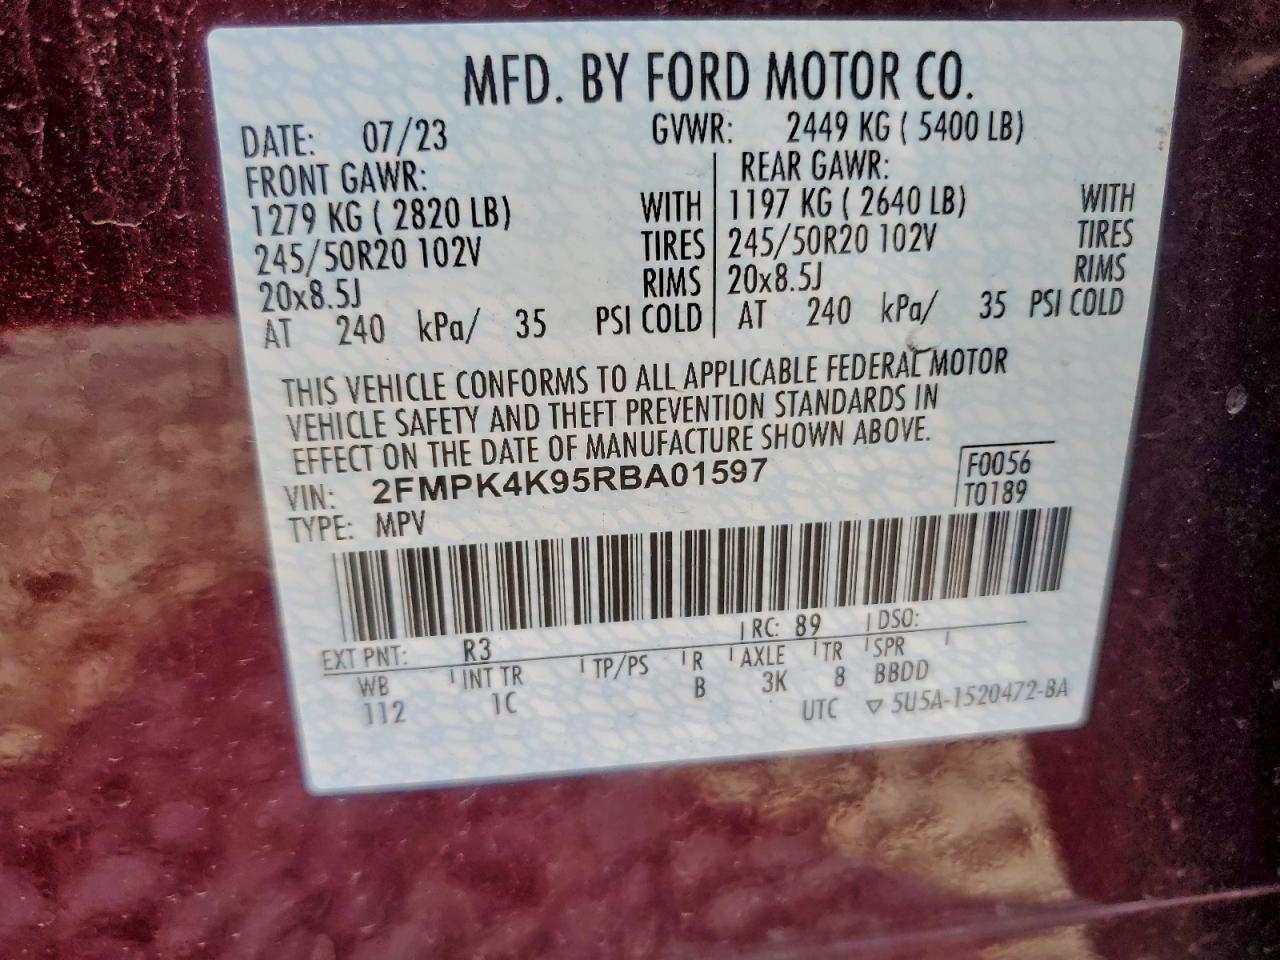 MFD. BY FORD MOTOR CO.
DATE: 07/23 GVWR: 2449 KG ( 5400 LB)
FRONT GAWR: REAR GAWR:
1279 KG ( 2820 LB) WITH 1197 KG ( 2640 LB) WITH
245/50R20 102V TIRES 245/50R20 102V TIRES
20x8.5J RIMS 20x8.5J RIMS
AT 240 kPa/ 35 PSI COLD AT 240 kPa/ 35 PSI COLD
THIS VEHICLE CONFORMS TO ALL APPLICABLE FEDERAL MOTOR
VEHICLE SAFETY AND THEFT PREVENTION STANDARDS IN
EFFECT ON THE DATE OF MANUFACTURE SHOWN ABOVE.
VIN: 2FMPK4K95RBA01597 F0056
TYPE: MPV T0189
EXT PNT: R3 RC: 89 DSO:
WB INT TR TP/PS R AXLE TR SPR
112 1C B 3K 8 BBDD
UTC ▽ 5U5A-1520472-BA